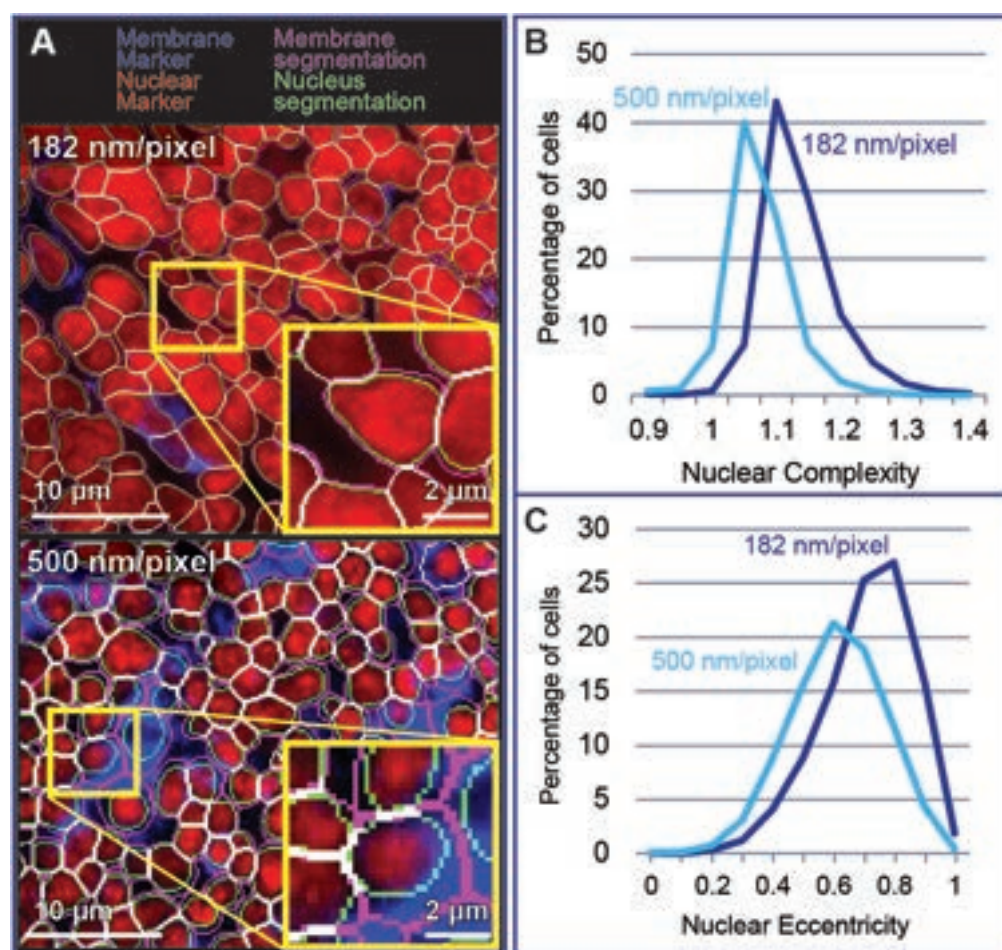 A
Membrane Marker
Membrane segmentation
Nuclear Marker
Nucleus segmentation
182 nm/pixel
10 µm
2 µm
500 nm/pixel
10 µm
2 µm
B
Percentage of cells
50
40
30
20
10
0
500 nm/pixel
182 nm/pixel
0.9 1 1.1 1.2 1.3 1.4
Nuclear Complexity
C
Percentage of cells
30
25
20
15
10
5
0
182 nm/pixel
500 nm/pixel
0 0.2 0.4 0.6 0.8 1
Nuclear Eccentricity